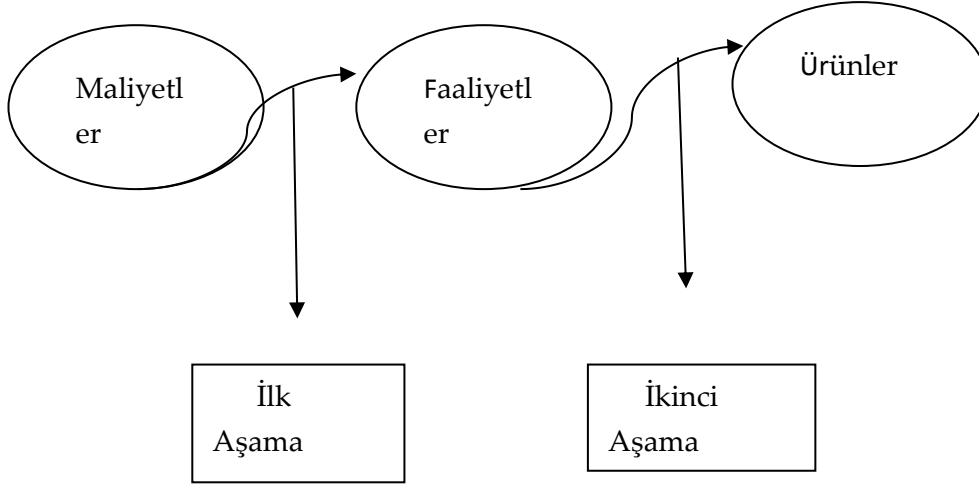 Maliyetl
er
Faaliyetl
er
Ürünler
İlk
Aşama
İkinci
Aşama